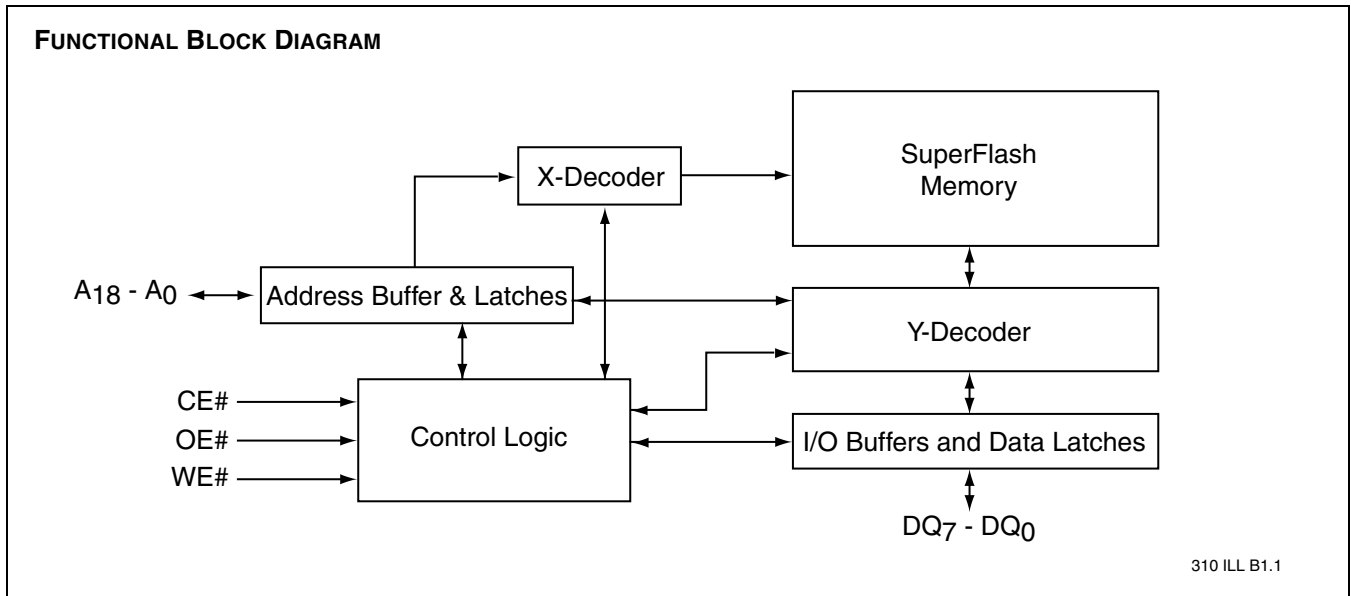 FUNCTIONAL BLOCK DIAGRAM
SuperFlash
Memory
X-Decoder
A18 - A0
Address Buffer & Latches
Y-Decoder
CE#
OE#
WE#
Control Logic
I/O Buffers and Data Latches
DQ7 - DQ0
310 ILL B1.1